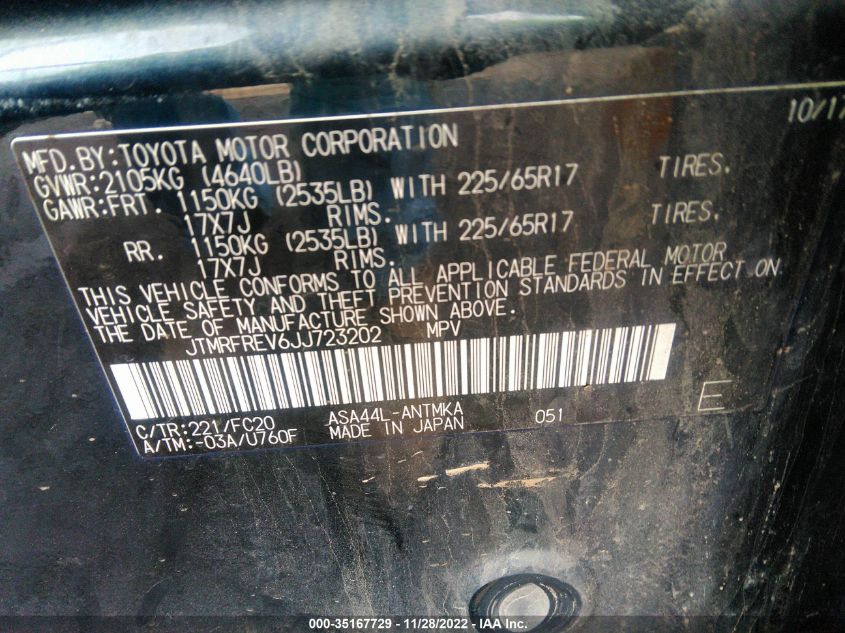 10/17
MFD.BY:TOYOTA MOTOR CORPORATION
GVWR:2105KG (4640LB)
GAWR:FRT. 1150KG (2535LB) WITH 225/65R17 TIRES.
17X7J RIMS.
RR. 1150KG (2535LB) WITH 225/65R17 TIRES.
17X7J RIMS.
THIS VEHICLE CONFORMS TO ALL APPLICABLE FEDERAL MOTOR
VEHICLE SAFETY AND THEFT PREVENTION STANDARDS IN EFFECT ON
THE DATE OF MANUFACTURE SHOWN ABOVE.
JTMRFREV6JJ723202 MPV
C/TR:221/FC20 ASA44L-ANTMKA 051 E
A/TM:-03A/U760F MADE IN JAPAN
000-35167729 - 11/28/2022 - IAA Inc.